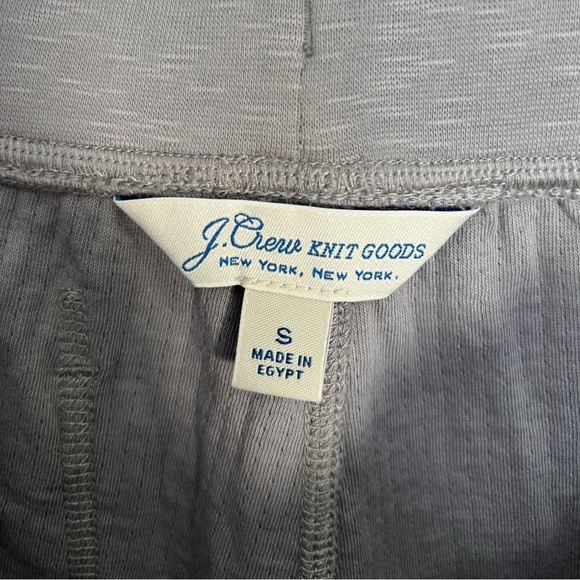 J.Crew KNIT GOODS
NEW YORK, NEW YORK.
S
MADE IN
EGYPT